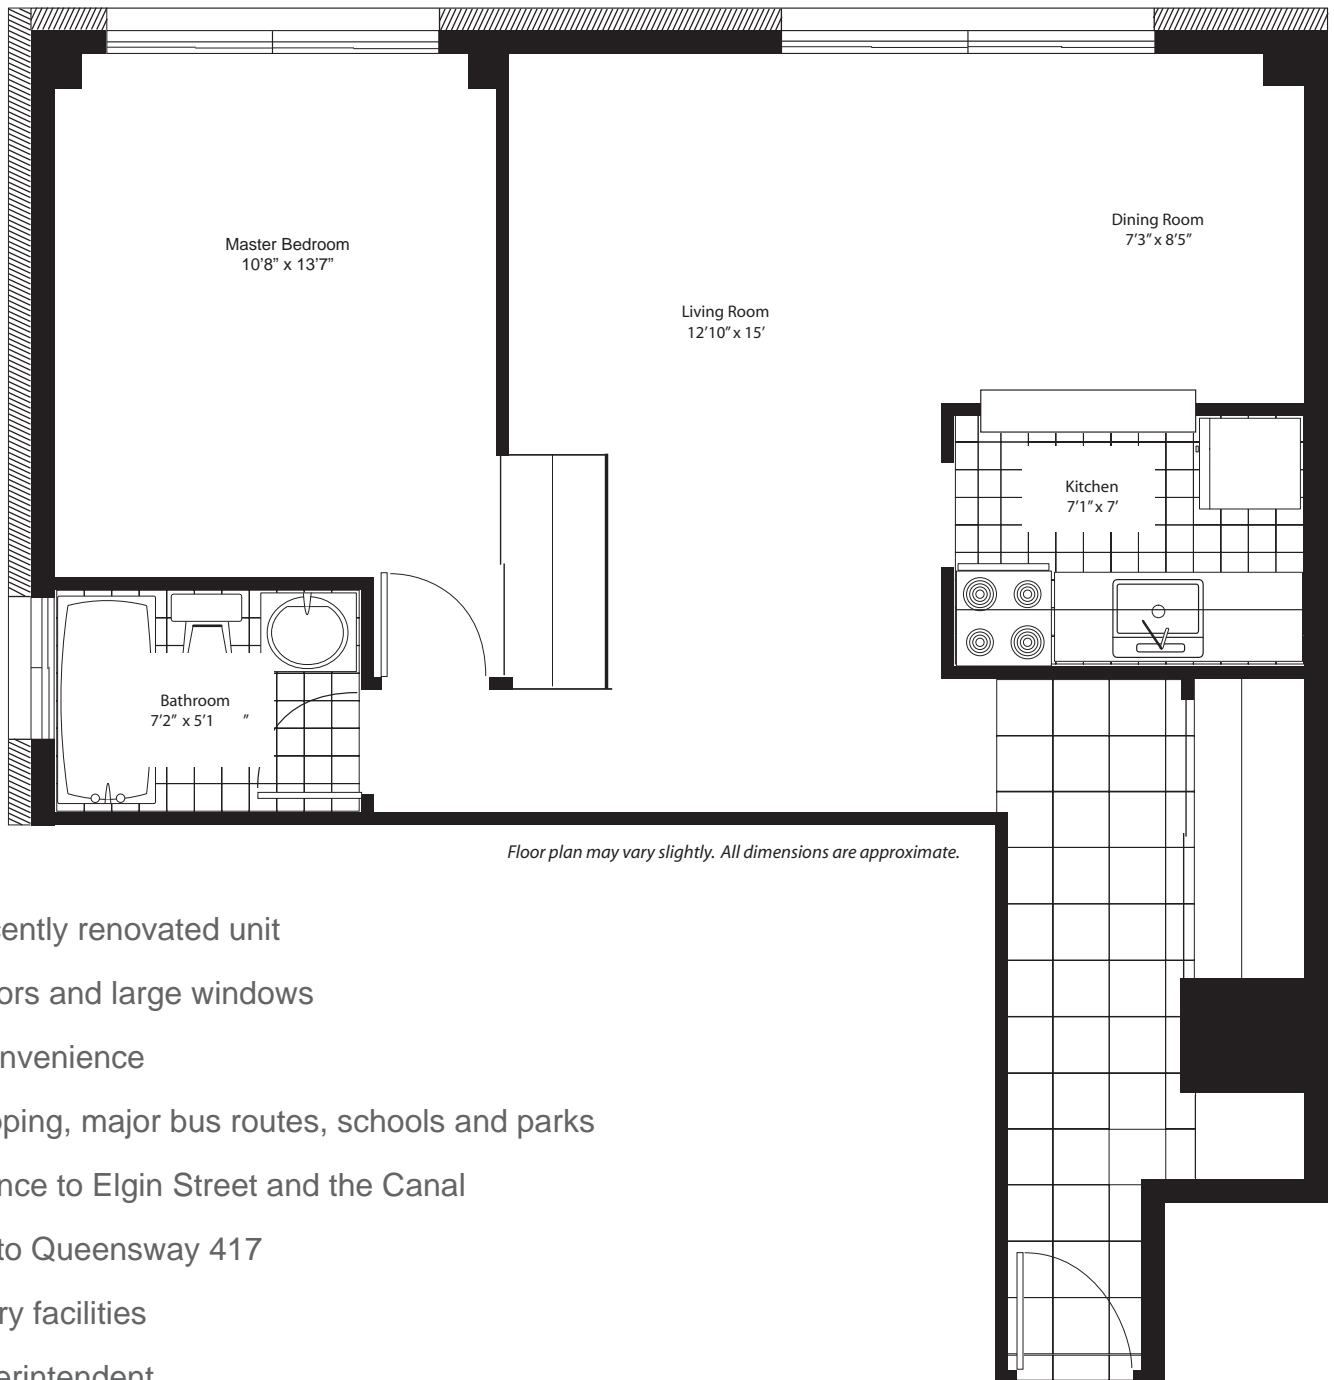 Master Bedroom
10'8" x 13'7"
Dining Room
7'3" x 8'5"
Living Room
12'10" x 15'
Kitchen
7'1" x 7'
Bathroom
7'2" x 5'1 "
Floor plan may vary slightly. All dimensions are approximate.
cently renovated unit
ors and large windows
nvenience
ping, major bus routes, schools and parks
nce to Elgin Street and the Canal
to Queensway 417
ry facilities
erintendent